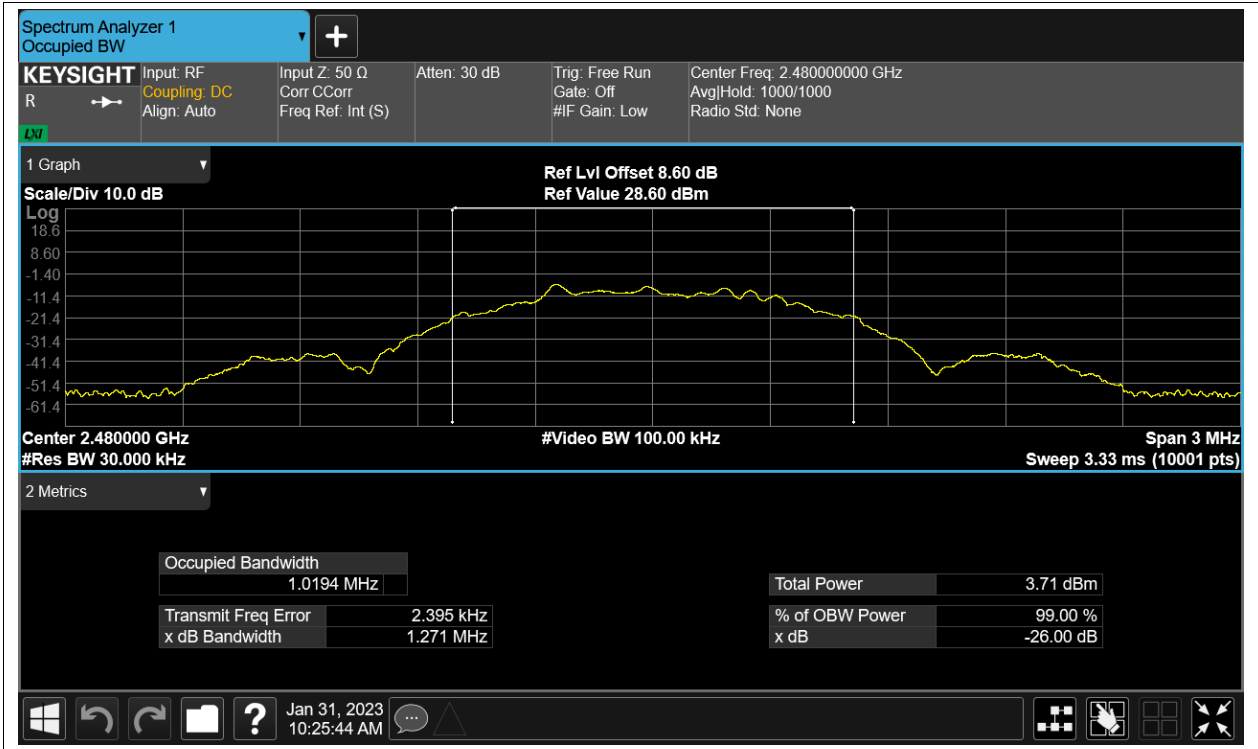 Spectrum Analyzer 1
Occupied BW
KEYSIGHT
R
LXI
Input: RF
Coupling: DC
Align: Auto
Input Z: 50 Ω
Corr CCorr
Freq Ref: Int (S)
Atten: 30 dB
Trig: Free Run
Gate: Off
#IF Gain: Low
Center Freq: 2.480000000 GHz
Avg|Hold: 1000/1000
Radio Std: None
1 Graph
Scale/Div 10.0 dB
Ref Lvl Offset 8.60 dB
Ref Value 28.60 dBm
Log
18.6
8.60
-1.40
-11.4
-21.4
-31.4
-41.4
-51.4
-61.4
Center 2.480000 GHz
#Res BW 30.000 kHz
#Video BW 100.00 kHz
Span 3 MHz
Sweep 3.33 ms (10001 pts)
2 Metrics
Occupied Bandwidth
1.0194 MHz
Transmit Freq Error 2.395 kHz
x dB Bandwidth 1.271 MHz
Total Power 3.71 dBm
% of OBW Power 99.00 %
x dB -26.00 dB
Jan 31, 2023
10:25:44 AM